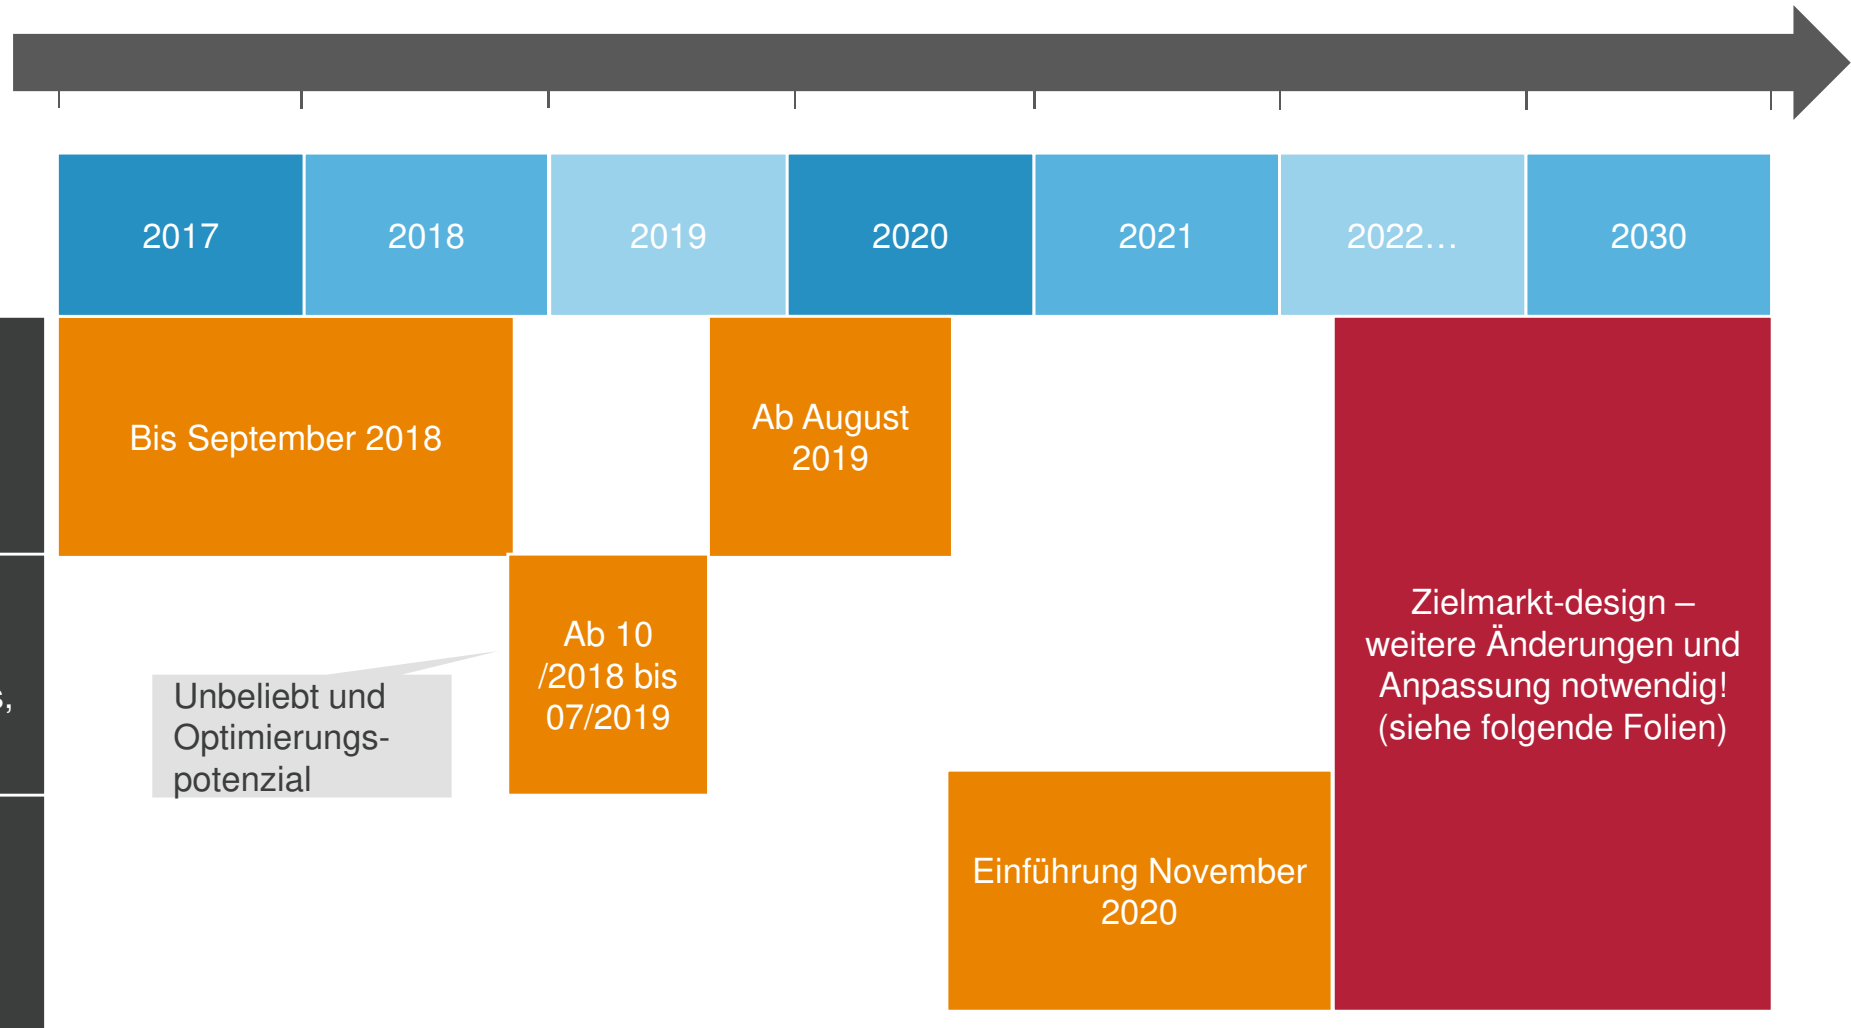 2017
2018
2019
2020
2021
2022…
2030
Bis September 2018
Ab August
2019
Ab 10
/2018 bis
07/2019
Unbeliebt und
Optimierungs-
potenzial
Einführung November
2020
Zielmarkt-design –
weitere Änderungen und
Anpassung notwendig!
(siehe folgende Folien)